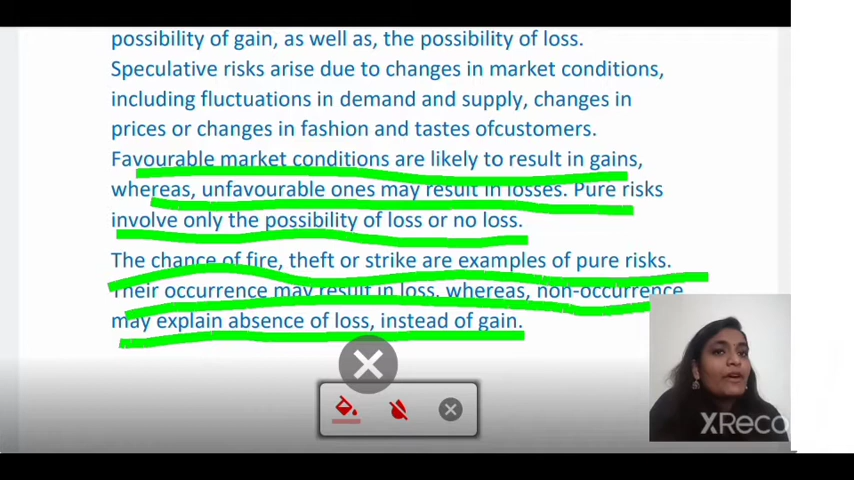 possibility of gain, as well as, the possibility of loss.
Speculative risks arise due to changes in market conditions,
including fluctuations in demand and supply, changes in
prices or changes in fashion and tastes ofcustomers.
Favourable market conditions are likely to result in gains,
whereas, unfavourable ones may result in losses. Pure risks
involve only the possibility of loss or no loss.
The chance of fire, theft or strike are examples of pure risks.
Their occurrence may result in loss, whereas, non-occurrence
may explain absence of loss, instead of gain.
XReco